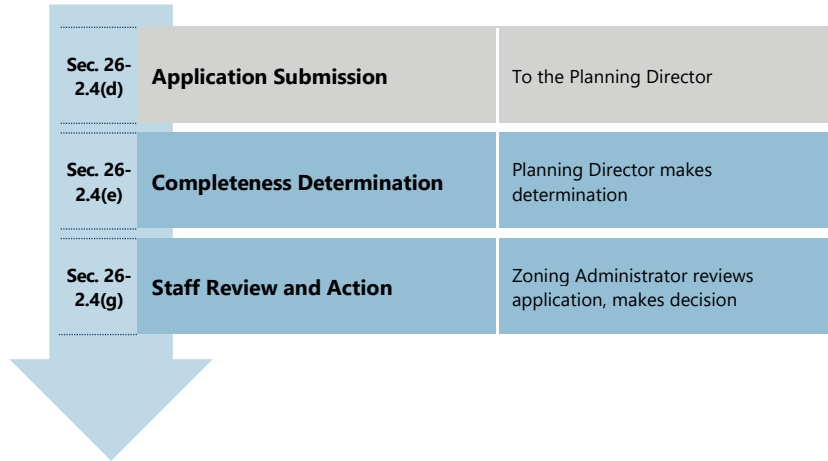 Sec. 26-
2.4(d)
Application Submission
To the Planning Director
Sec. 26-
2.4(e)
Completeness Determination
Planning Director makes
determination
Sec. 26-
2.4(g)
Staff Review and Action
Zoning Administrator reviews
application, makes decision